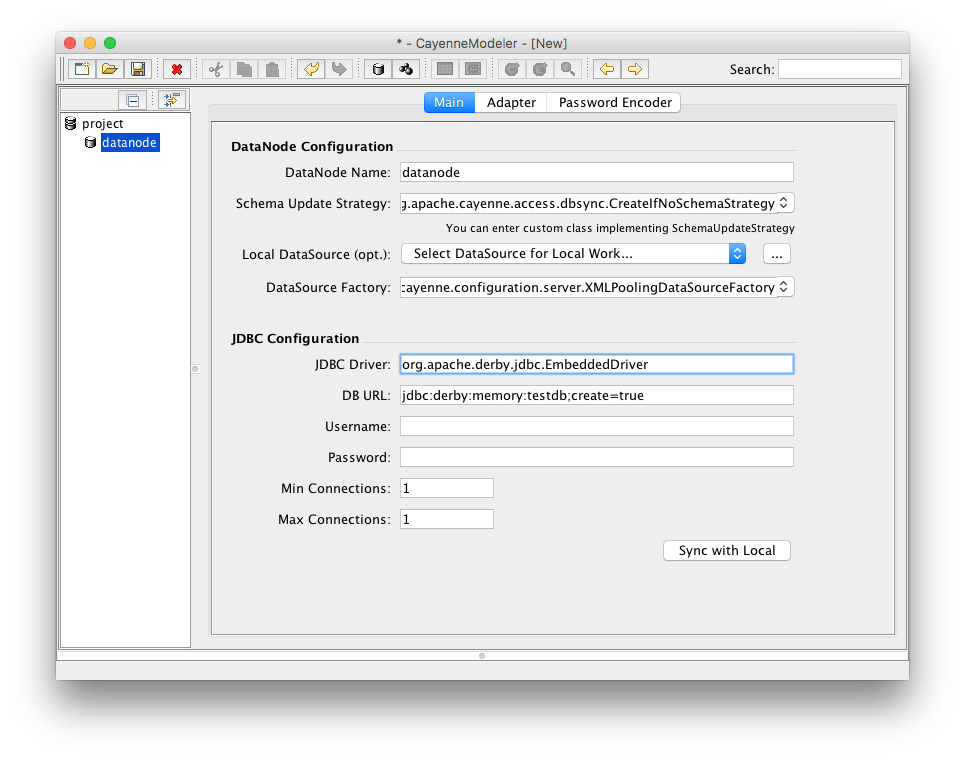 * - CayenneModeler - [New]
Search:
project
datanode
Main Adapter Password Encoder
DataNode Configuration
DataNode Name: datanode
Schema Update Strategy: g.apache.cayenne.access.dbsync.CreateIfNoSchemaStrategy
You can enter custom class implementing SchemaUpdateStrategy
Local DataSource (opt.): Select DataSource for Local Work... ...
DataSource Factory: cayenne.configuration.server.XMLPoolingDataSourceFactory
JDBC Configuration
JDBC Driver: org.apache.derby.jdbc.EmbeddedDriver
DB URL: jdbc:derby:memory:testdb;create=true
Username:
Password:
Min Connections: 1
Max Connections: 1
Sync with Local